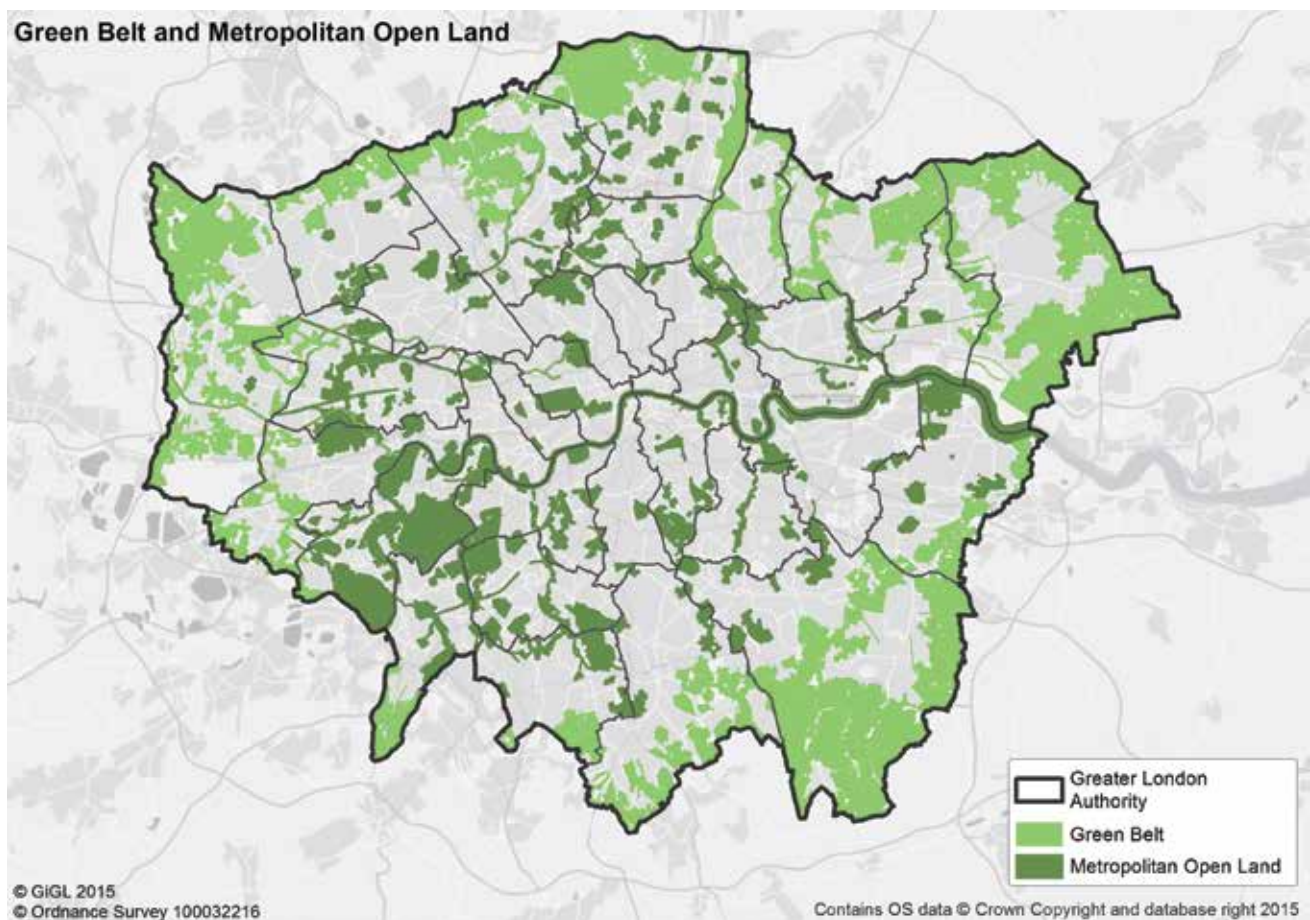 Green Belt and Metropolitan Open Land
Greater London
Authority
Green Belt
Metropolitan Open Land
© GiGL 2015
© Ordnance Survey 100032216
Contains OS data © Crown Copyright and database right 2015